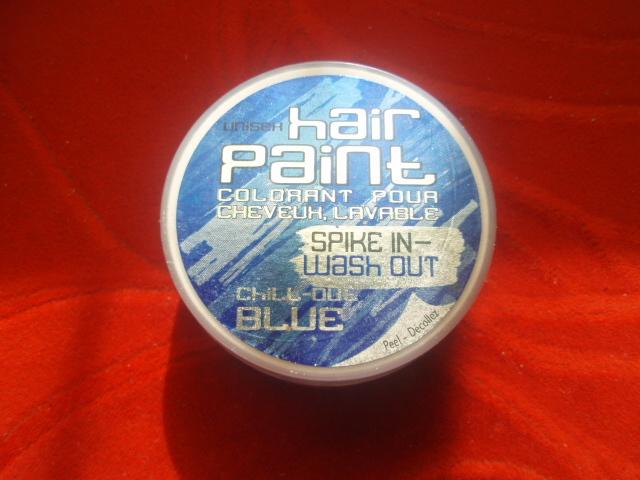 unisex hair
Paint
COLORANT POUR
CHEVEUX, LAVABLE
SPIKE IN–
Wash OUT
CHILL-OUT
BLUE
Peel - Decollez